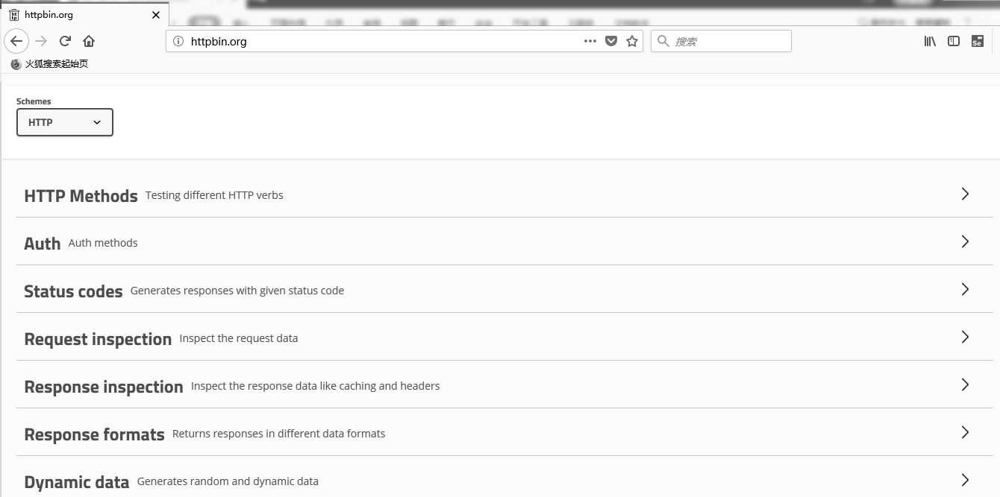 httpbin.org
httpbin.org
搜索
Se
火狐搜索起始页
Schemes
HTTP
HTTP Methods Testing different HTTP verbs
Auth Auth methods
Status codes Generates responses with given status code
Request inspection Inspect the request data
Response inspection Inspect the response data like caching and headers
Response formats Returns responses in different data formats
Dynamic data Generates random and dynamic data